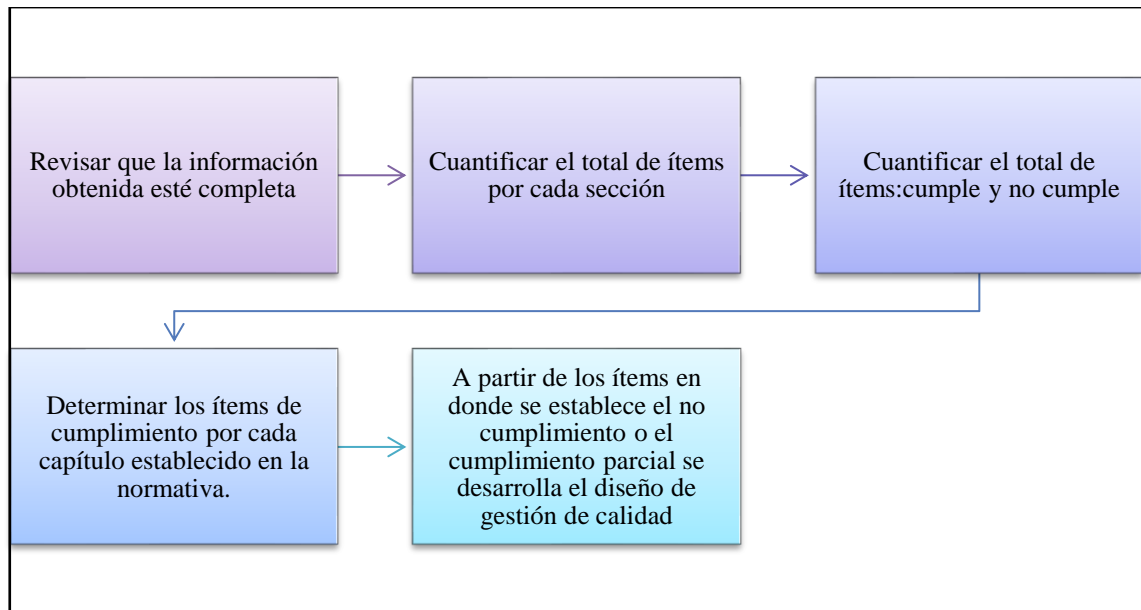 Revisar que la información
obtenida esté completa
Cuantificar el total de ítems
por cada sección
Cuantificar el total de
ítems:cumple y no cumple
Determinar los ítems de
cumplimiento por cada
capítulo establecido en la
normativa.
A partir de los ítems en
donde se establece el no
cumplimiento o el
cumplimiento parcial se
desarrolla el diseño de
gestión de calidad